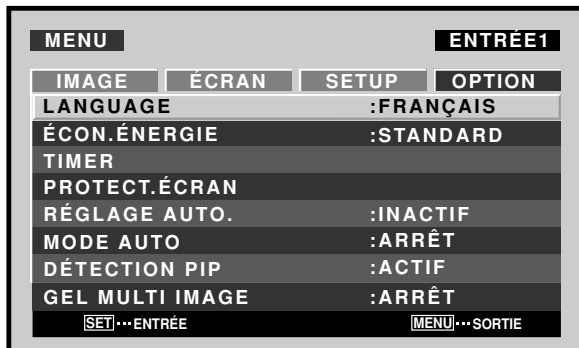 MENU ENTRÉE1
IMAGE ÉCRAN SETUP OPTION
LANGUAGE :FRANÇAIS
ÉCON.ÉNERGIE :STANDARD
TIMER
PROTECT.ÉCRAN
RÉGLAGE AUTO. :INACTIF
MODE AUTO :ARRÊT
DÉTECTION PIP :ACTIF
GEL MULTI IMAGE :ARRÊT
SET···ENTRÉE MENU···SORTIE